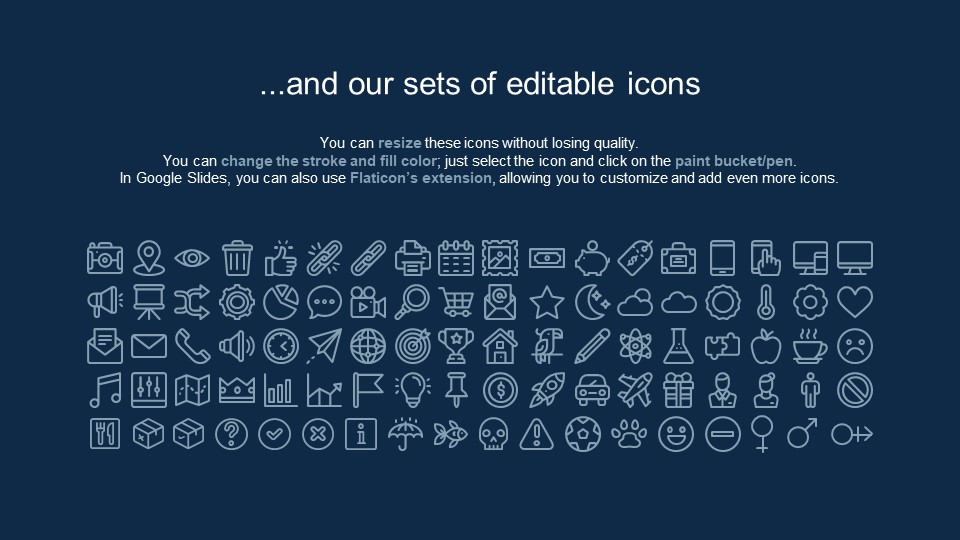 ...and our sets of editable icons
You can resize these icons without losing quality.
You can change the stroke and fill color; just select the icon and click on the paint bucket/pen.
In Google Slides, you can also use Flaticon’s extension, allowing you to customize and add even more icons.